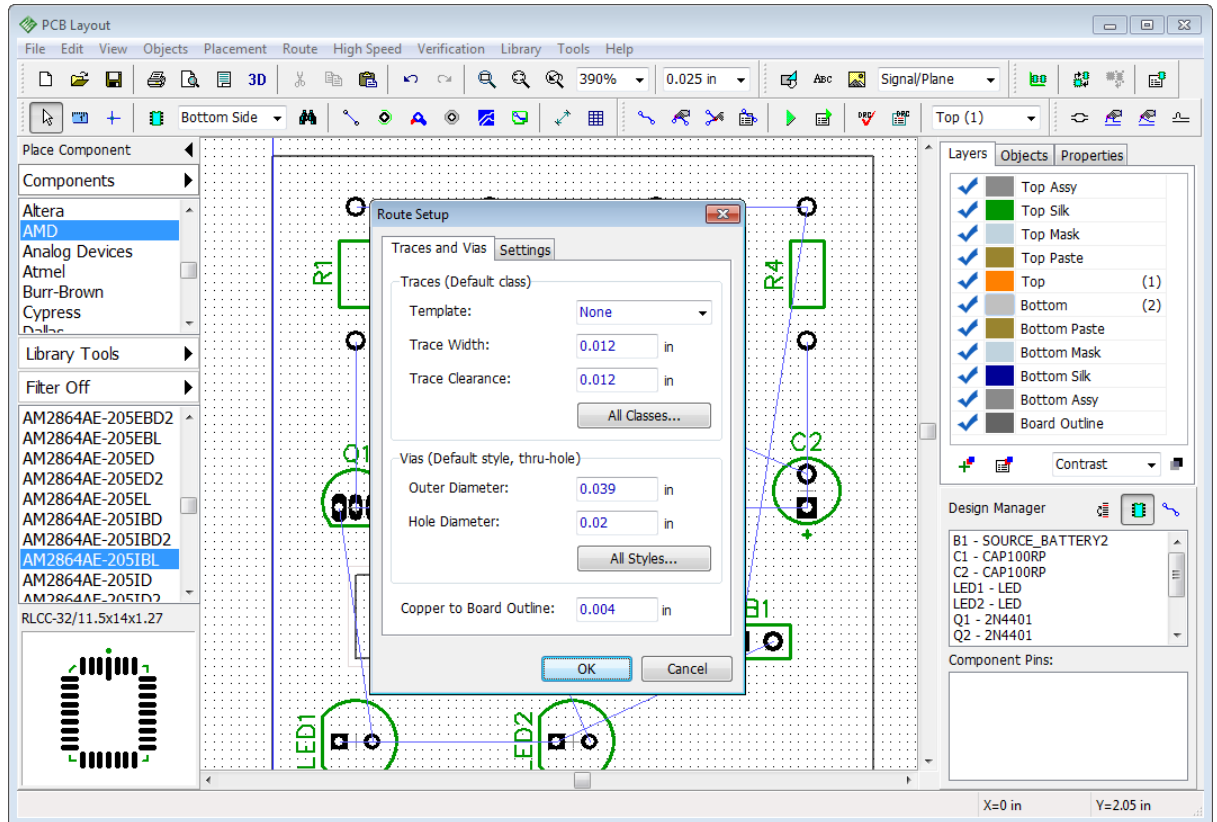 PCB Layout
File Edit View Objects Placement Route High Speed Verification Library Tools Help
3D 390% 0.025 in ABC Signal/Plane
Bottom Side DRC DRC Top (1)
Place Component
Components
Altera
AMD
Analog Devices
Atmel
Burr-Brown
Cypress
Dallas
Library Tools
Filter Off
AM2864AE-205EBD2
AM2864AE-205EBL
AM2864AE-205ED
AM2864AE-205ED2
AM2864AE-205EL
AM2864AE-205IBD
AM2864AE-205IBD2
AM2864AE-205IBL
AM2864AE-205ID
AM2864AE-205ID2
RLCC-32/11.5x14x1.27
R1
R4
Q1
C2
B1
LED1
LED2
Route Setup
Traces and Vias Settings
Traces (Default class)
Template: None
Trace Width: 0.012 in
Trace Clearance: 0.012 in
All Classes...
Vias (Default style, thru-hole)
Outer Diameter: 0.039 in
Hole Diameter: 0.02 in
All Styles...
Copper to Board Outline: 0.004 in
OK Cancel
Layers Objects Properties
Top Assy
Top Silk
Top Mask
Top Paste
Top (1)
Bottom (2)
Bottom Paste
Bottom Mask
Bottom Silk
Bottom Assy
Board Outline
Contrast
Design Manager
B1 - SOURCE_BATTERY2
C1 - CAP100RP
C2 - CAP100RP
LED1 - LED
LED2 - LED
Q1 - 2N4401
Q2 - 2N4401
Component Pins:
X=0 in Y=2.05 in